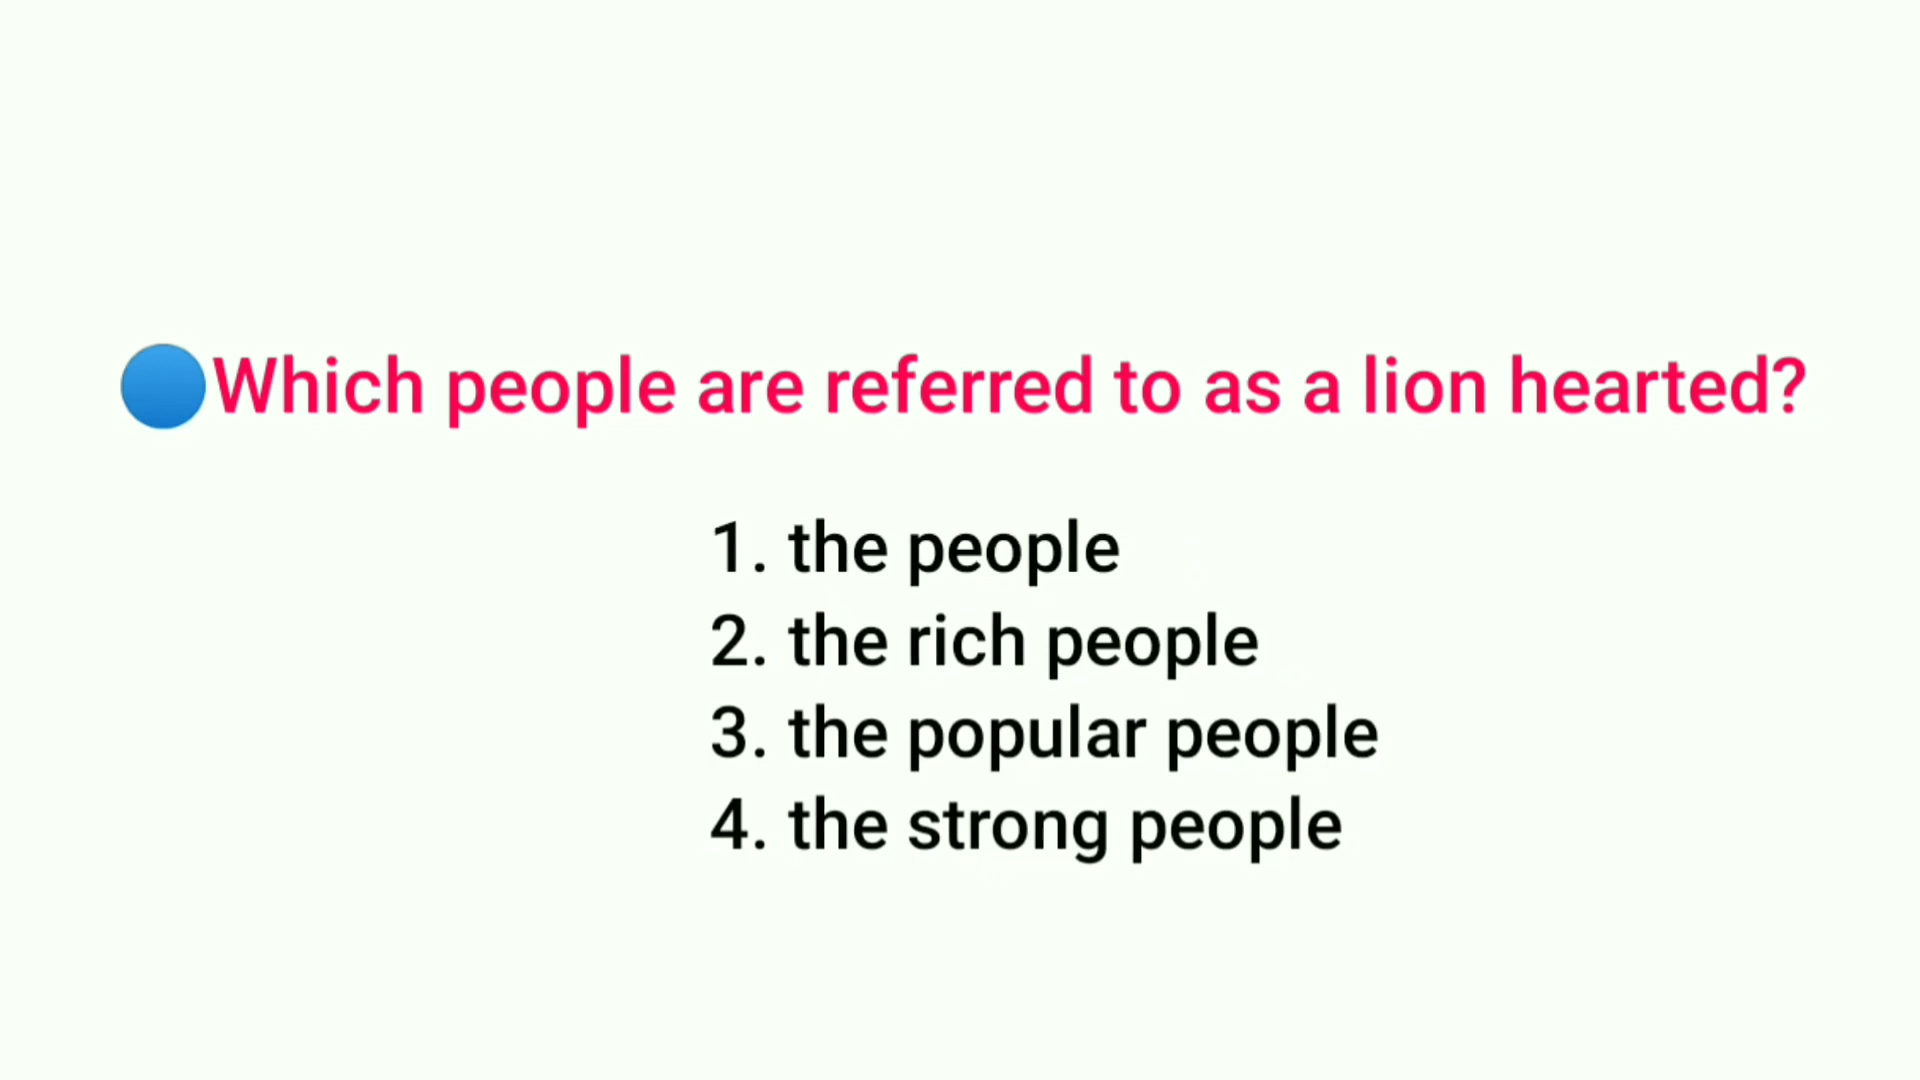 Which people are referred to as a lion hearted?
1. the people
2. the rich people
3. the popular people
4. the strong people